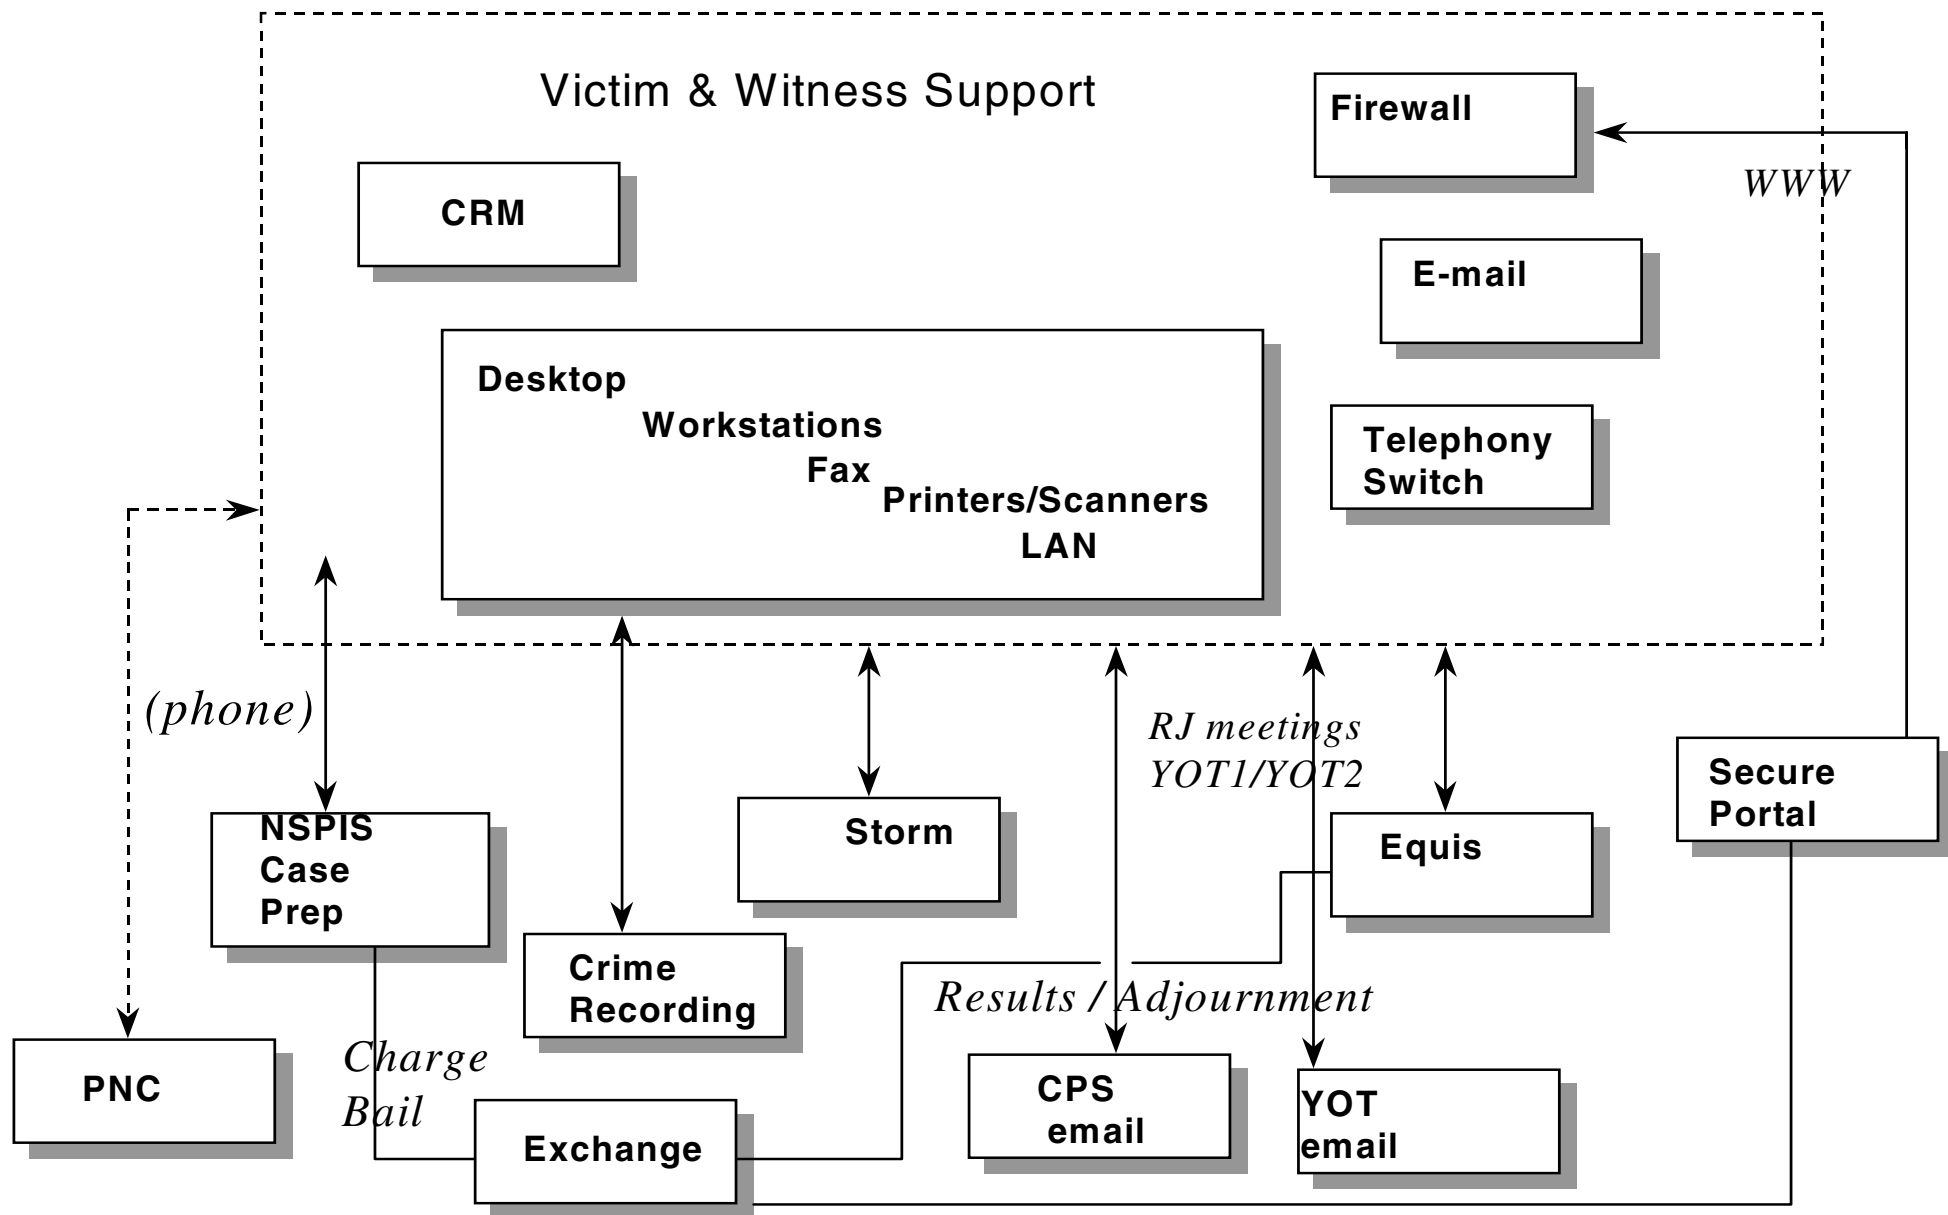 Victim & Witness Support
Firewall
WWW
CRM
E-mail
Desktop
Workstations
Fax
Printers/Scanners
LAN
Telephony
Switch
(phone)
RJ meetings
YOT1/YOT2
NSPIS
Case
Prep
Storm
Equis
Secure
Portal
Crime
Recording
Results / Adjournment
PNC
Charge
Bail
Exchange
CPS
email
YOT
email